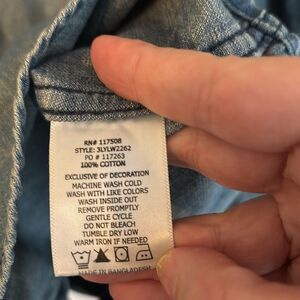 RN# 117508
STYLE: 3LYLW2262
PO # 117263
100% COTTON
EXCLUSIVE OF DECORATION
MACHINE WASH COLD
WASH WITH LIKE COLORS
WASH INSIDE OUT
REMOVE PROMPTLY
GENTLE CYCLE
DO NOT BLEACH
TUMBLE DRY LOW
WARM IRON IF NEEDED
MADE IN BANGLADESH